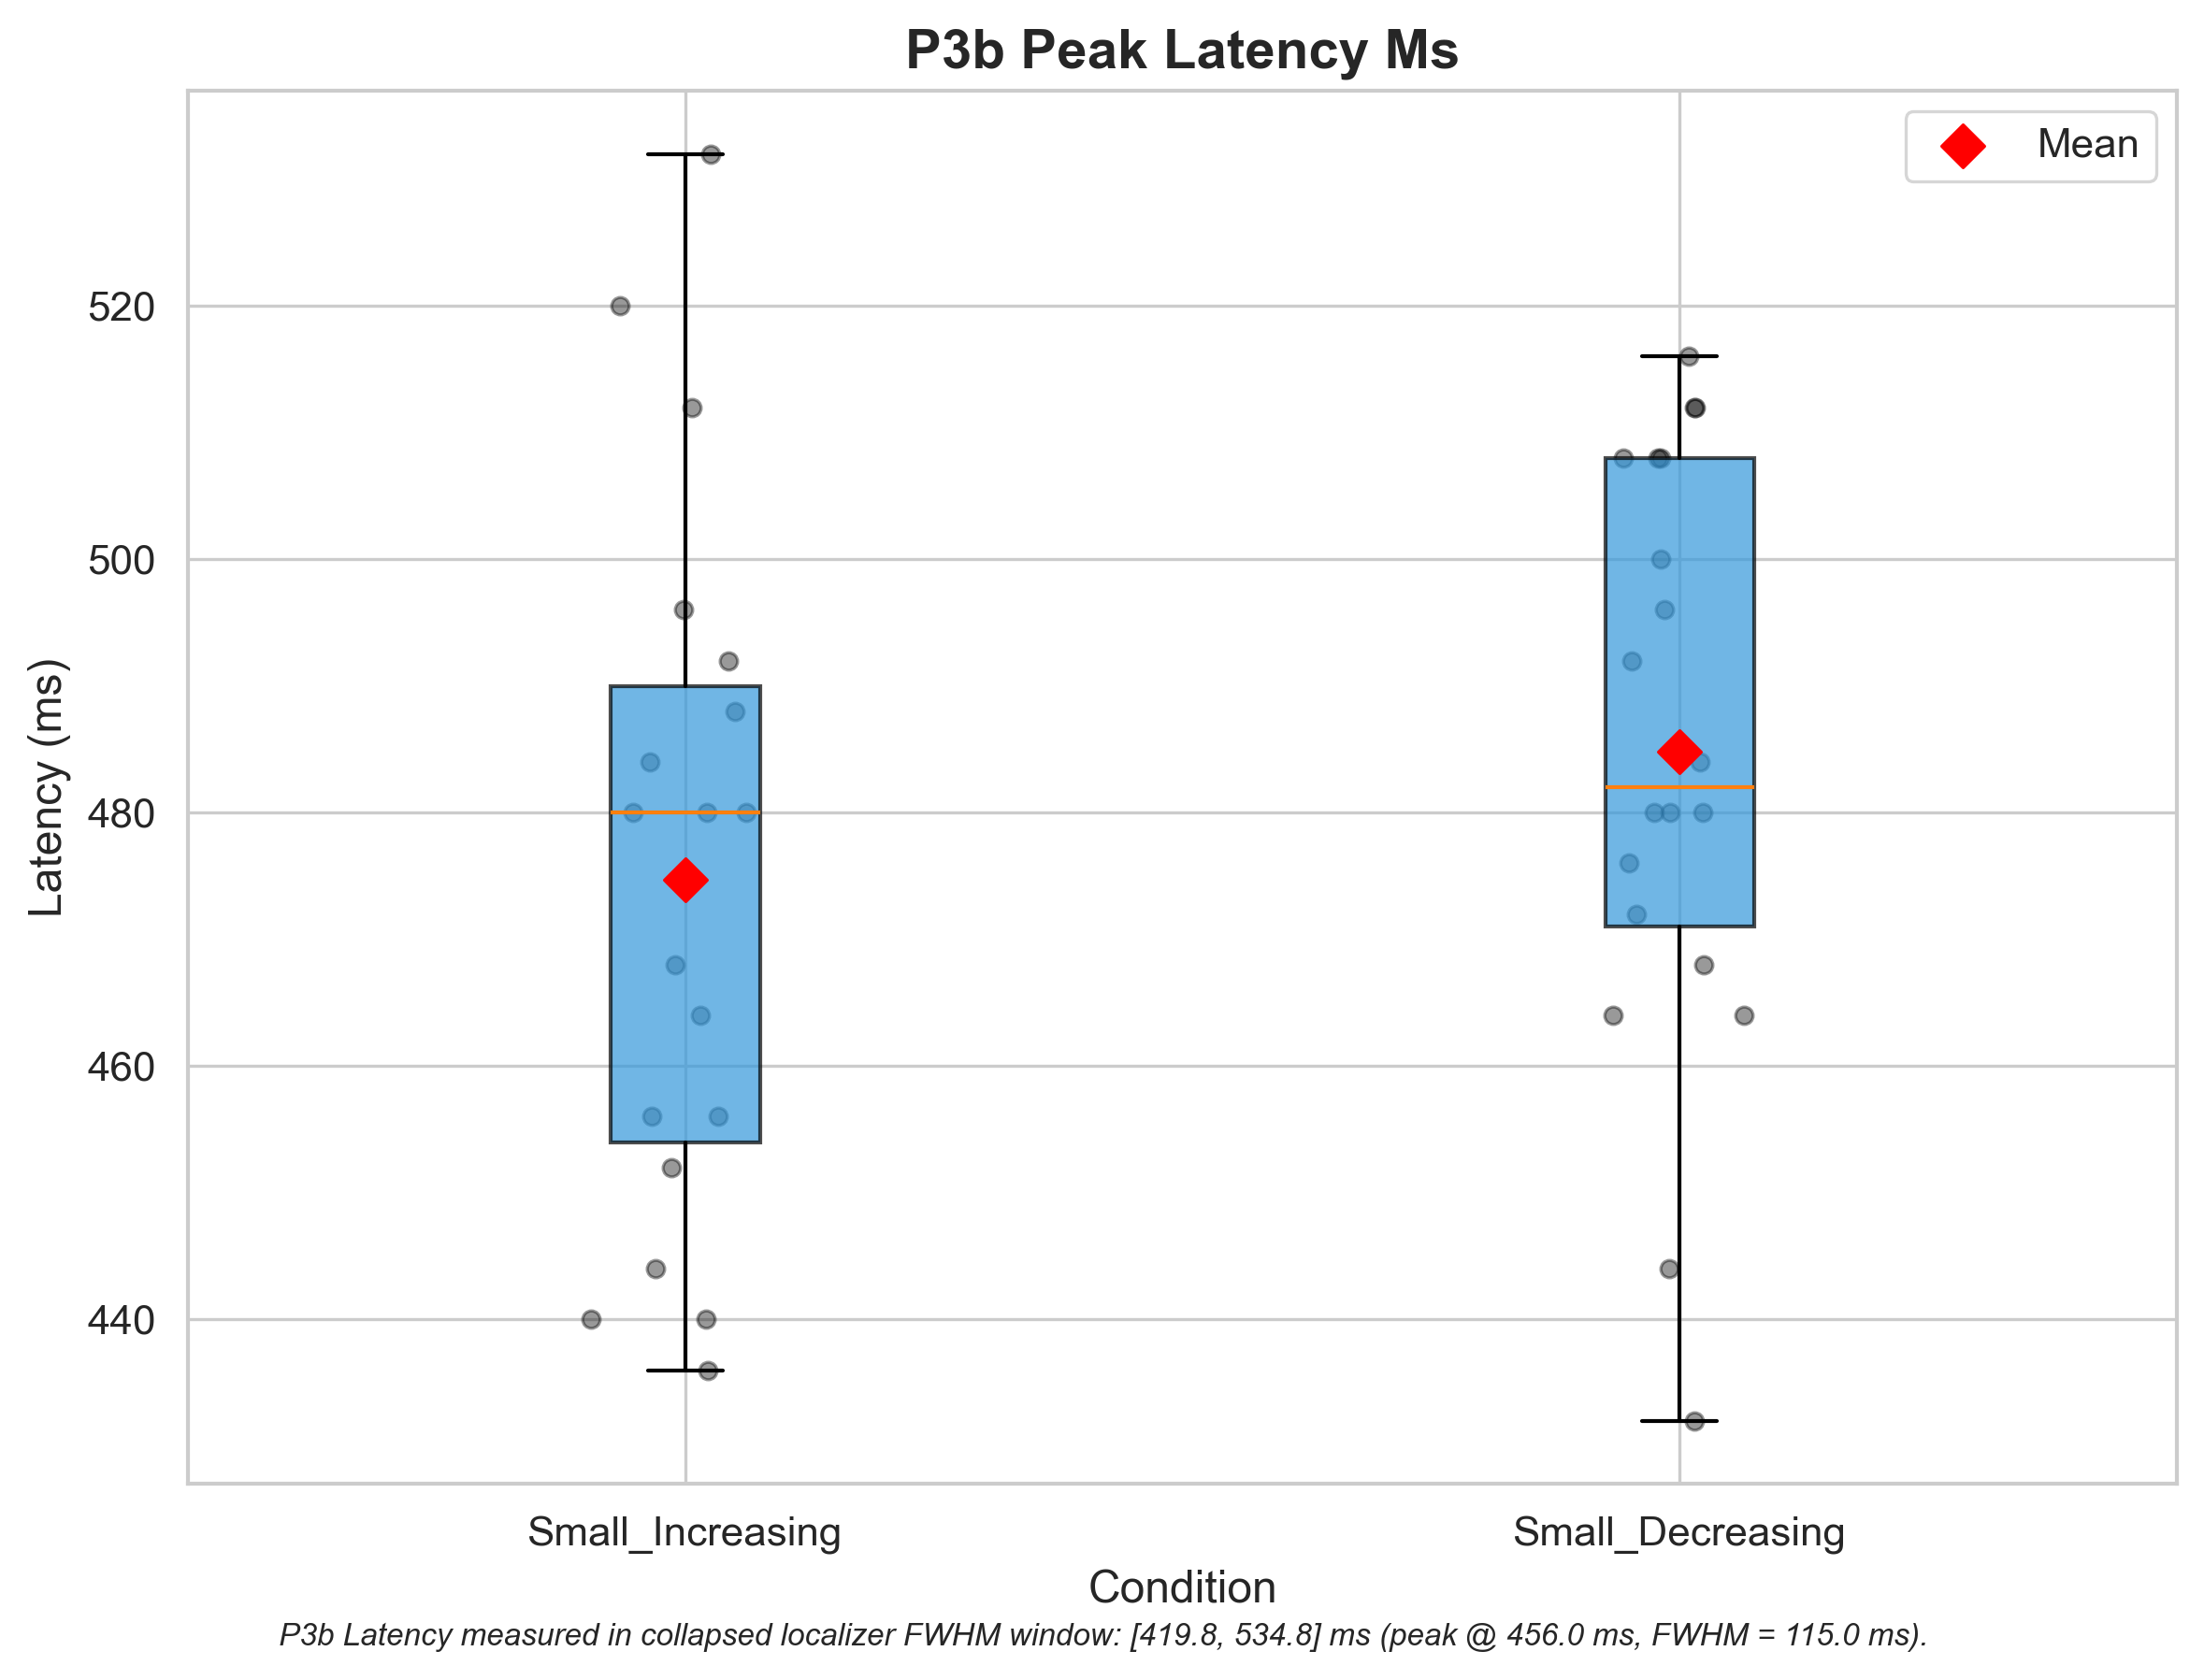 P3b Peak Latency Ms
Mean
520
500
480
460
440
Latency (ms)
Small_Increasing
Small_Decreasing
Condition
P3b Latency measured in collapsed localizer FWHM window: [419.8, 534.8] ms (peak @ 456.0 ms, FWHM = 115.0 ms).